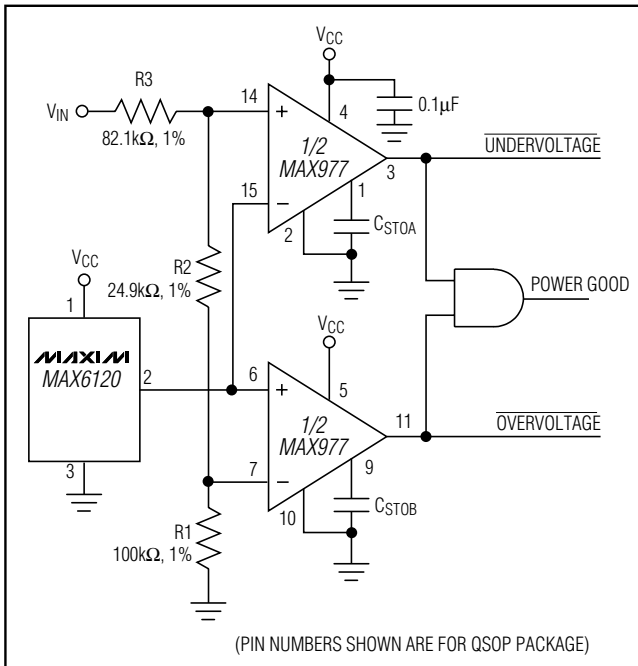 VCC
R3
VIN
82.1kΩ, 1%
14
+
4
0.1μF
1/2
MAX977
3
UNDERVOLTAGE
15
−
1
2
CSTOA
VCC
1
R2
24.9kΩ, 1%
POWER GOOD
VCC
MAXIM
MAX6120
2
6
+
5
1/2
MAX977
11
OVERVOLTAGE
3
7
−
9
10
CSTOB
R1
100kΩ, 1%
(PIN NUMBERS SHOWN ARE FOR QSOP PACKAGE)